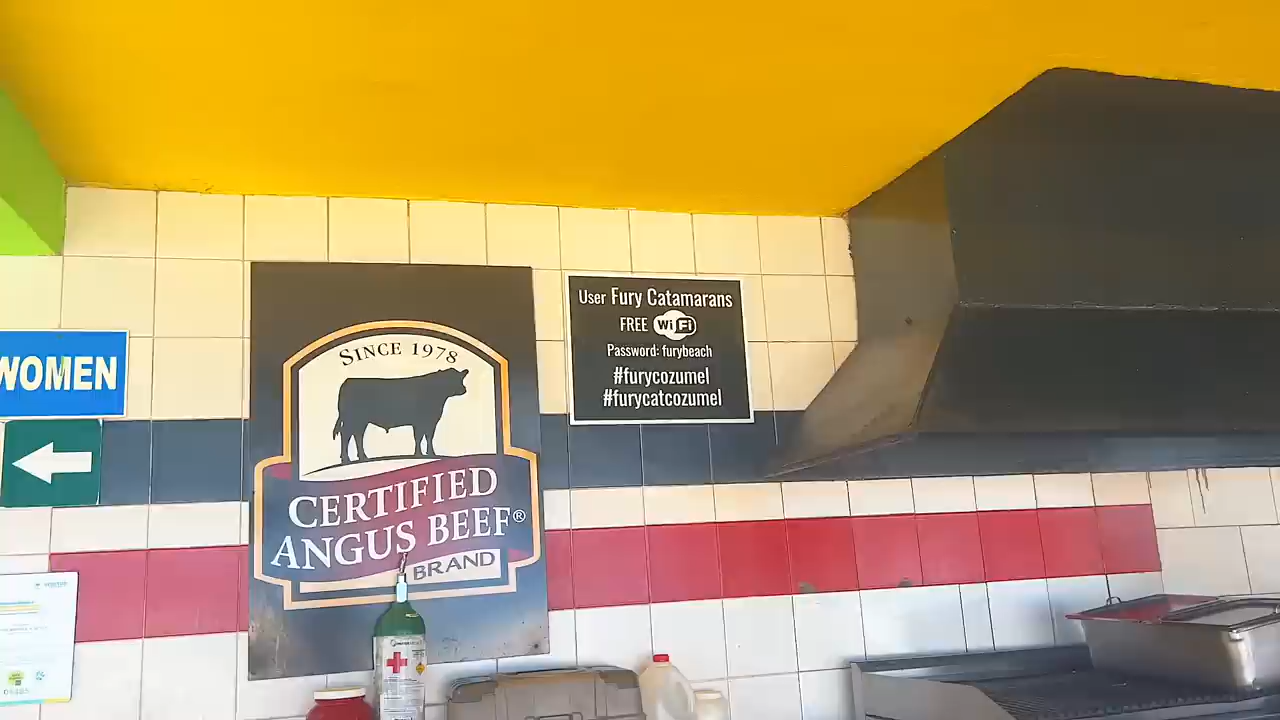 WOMEN
SINCE 1978
CERTIFIED
ANGUS BEEF®
BRAND
User Fury Catamarans
FREE WiFi
Password: furybeach
#furycozumel
#furycatcozumel